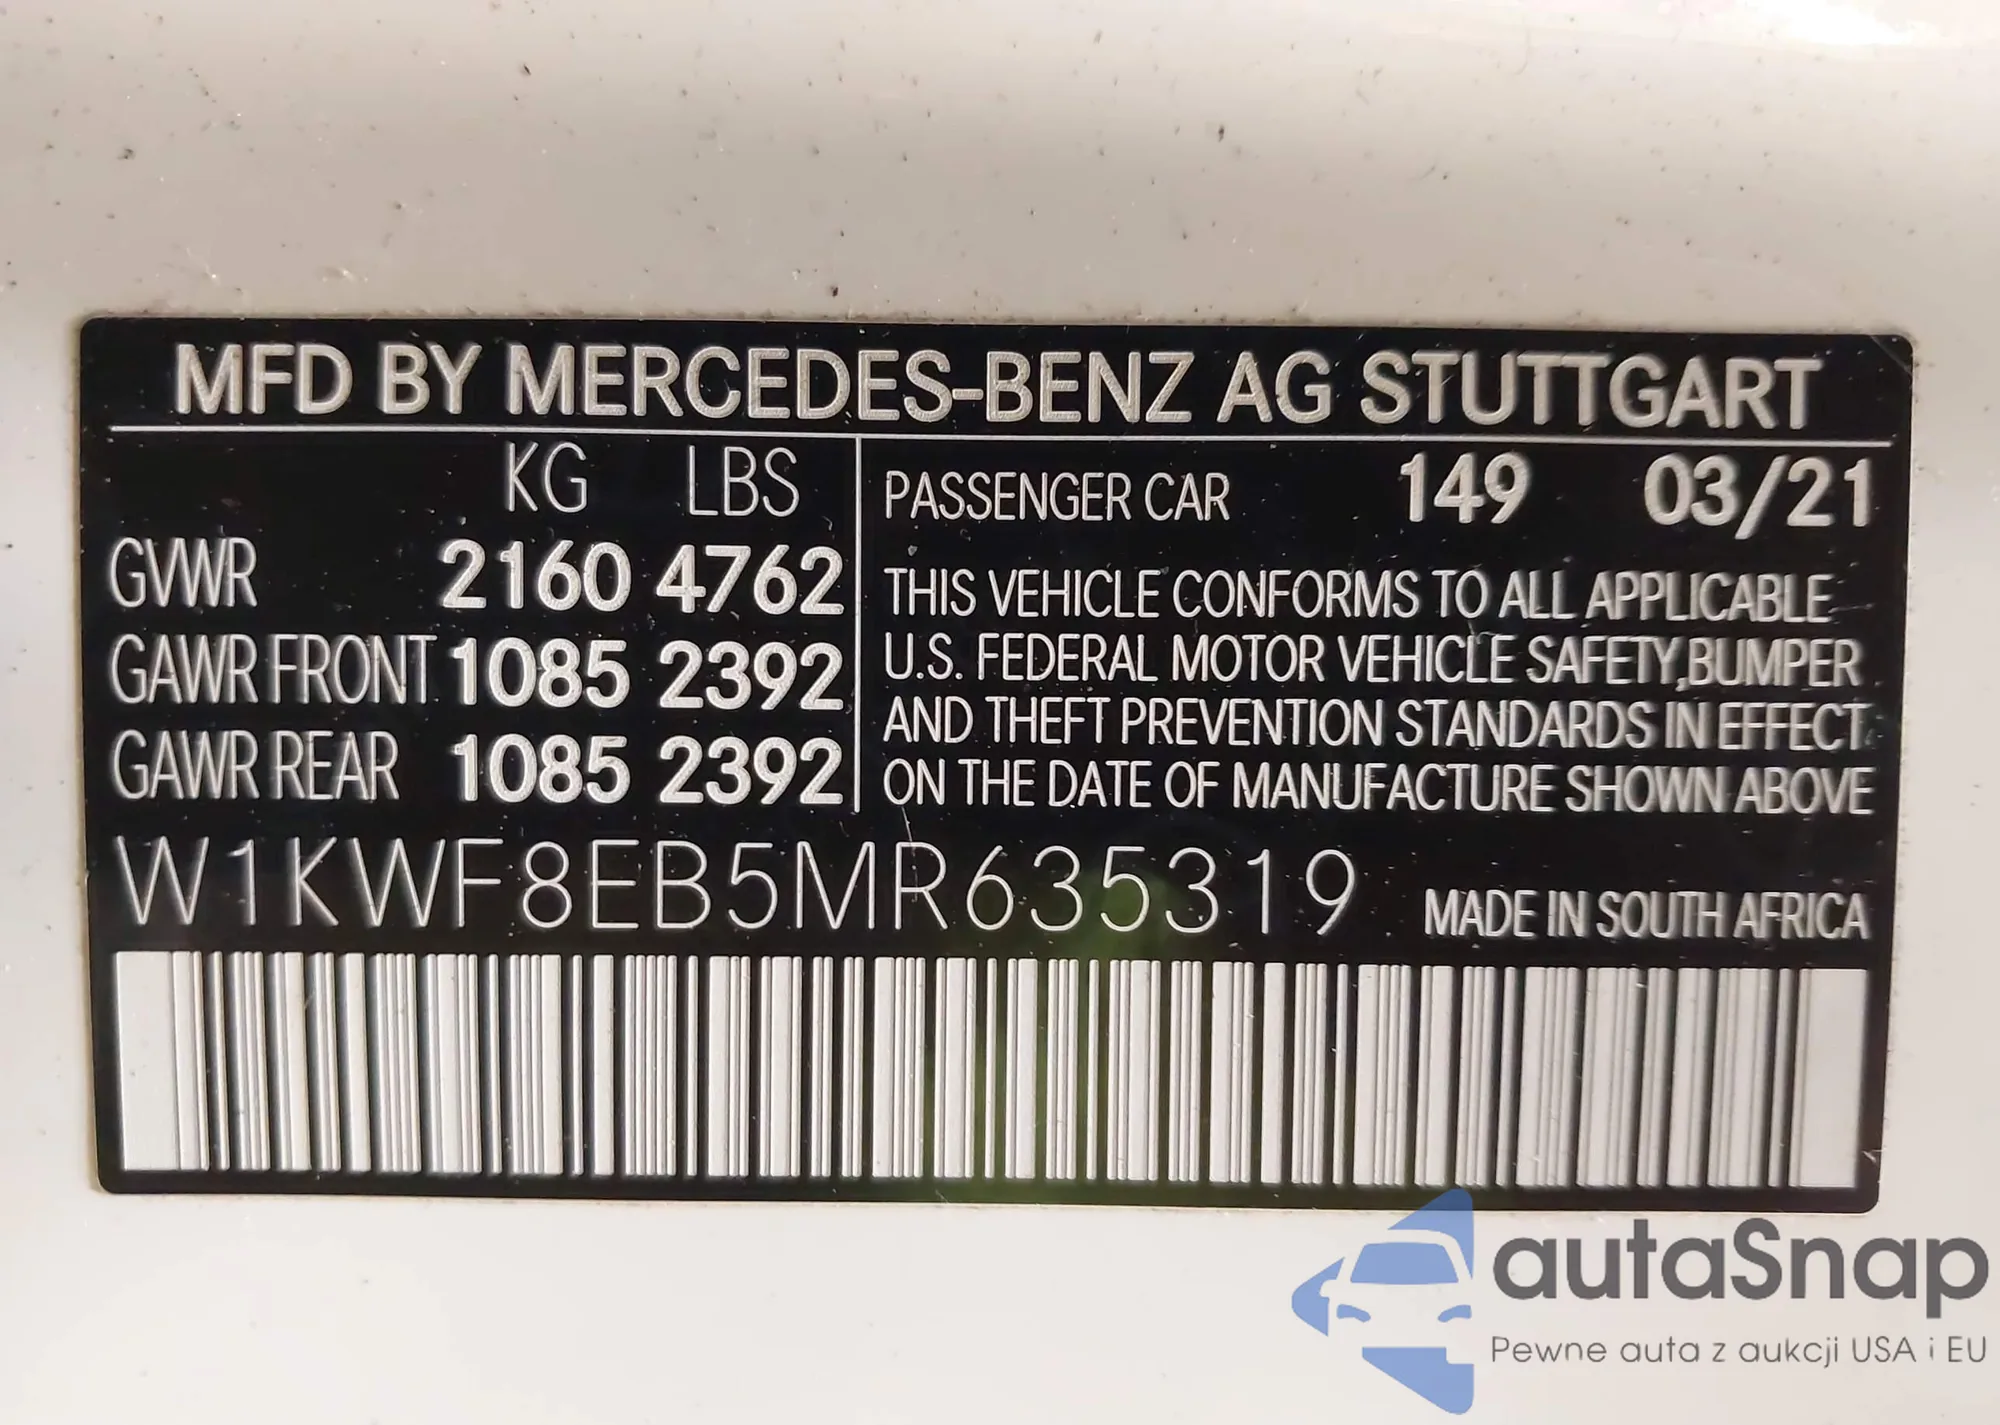 MFD BY MERCEDES-BENZ AG STUTTGART
KG LBS
GVWR 2160 4762
GAWR FRONT 1085 2392
GAWR REAR 1085 2392
PASSENGER CAR 149 03/21
THIS VEHICLE CONFORMS TO ALL APPLICABLE
U.S. FEDERAL MOTOR VEHICLE SAFETY,BUMPER
AND THEFT PREVENTION STANDARDS IN EFFECT
ON THE DATE OF MANUFACTURE SHOWN ABOVE
W1KWF8EB5MR635319 MADE IN SOUTH AFRICA
autaSnap
Pewne auta z aukcji USA i EU